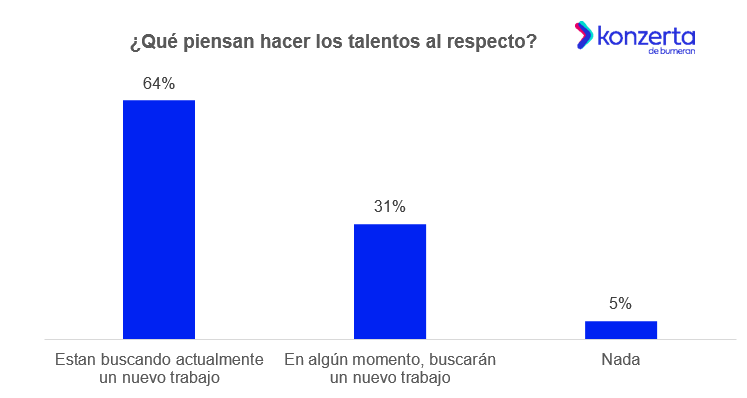 ¿Qué piensan hacer los talentos al respecto?
konzerta
de bumeran
64%
31%
5%
Estan buscando actualmente
un nuevo trabajo
En algún momento, buscarán
un nuevo trabajo
Nada